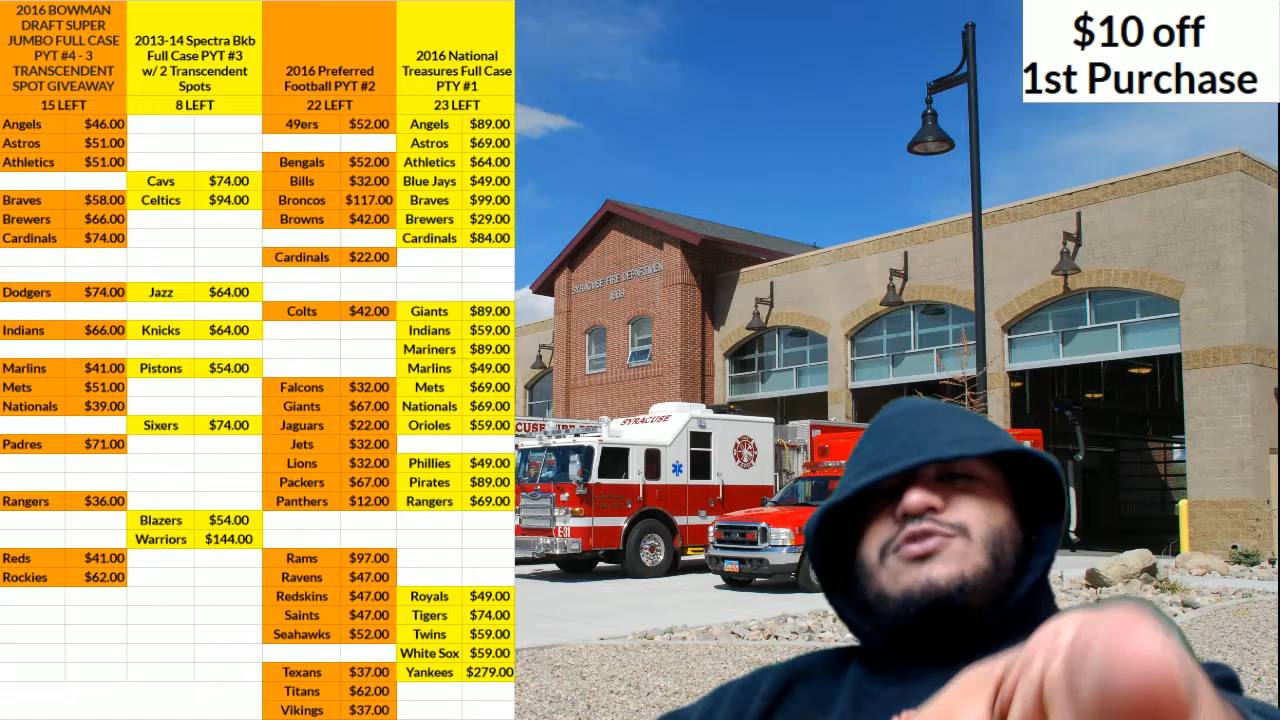 2016 BOWMAN
DRAFT SUPER
JUMBO FULL CASE
PYT #4 - 3
TRANSCENDENT
SPOT GIVEAWAY
15 LEFT
Angels $46.00
Astros $51.00
Athletics $51.00
Braves $58.00
Brewers $66.00
Cardinals $74.00
Dodgers $74.00
Indians $66.00
Marlins $41.00
Mets $51.00
Nationals $39.00
Padres $71.00
Rangers $36.00
Reds $41.00
Rockies $62.00
2013-14 Spectra Bkb
Full Case PYT #3
w/ 2 Transcendent
Spots
8 LEFT
Cavs $74.00
Celtics $94.00
Jazz $64.00
Knicks $64.00
Pistons $54.00
Sixers $74.00
Blazers $54.00
Warriors $144.00
2016 Preferred
Football PYT #2
22 LEFT
49ers $52.00
Bengals $52.00
Bills $32.00
Broncos $117.00
Browns $42.00
Cardinals $22.00
Colts $42.00
Falcons $32.00
Giants $67.00
Jaguars $22.00
Jets $32.00
Lions $32.00
Packers $67.00
Panthers $12.00
Rams $97.00
Ravens $47.00
Redskins $47.00
Saints $47.00
Seahawks $52.00
Texans $37.00
Titans $62.00
Vikings $37.00
2016 National
Treasures Full Case
PTY #1
23 LEFT
Angels $89.00
Astros $69.00
Athletics $64.00
Blue Jays $49.00
Braves $99.00
Brewers $29.00
Cardinals $84.00
Giants $89.00
Indians $59.00
Mariners $89.00
Marlins $49.00
Mets $69.00
Nationals $69.00
Orioles $59.00
Phillies $49.00
Pirates $89.00
Rangers $69.00
Royals $49.00
Tigers $74.00
Twins $59.00
White Sox $59.00
Yankees $279.00
$10 off
1st Purchase
SYRACUSE FIRE DEPARTMEN
1869
CUSE FIRE
SYRACUSE